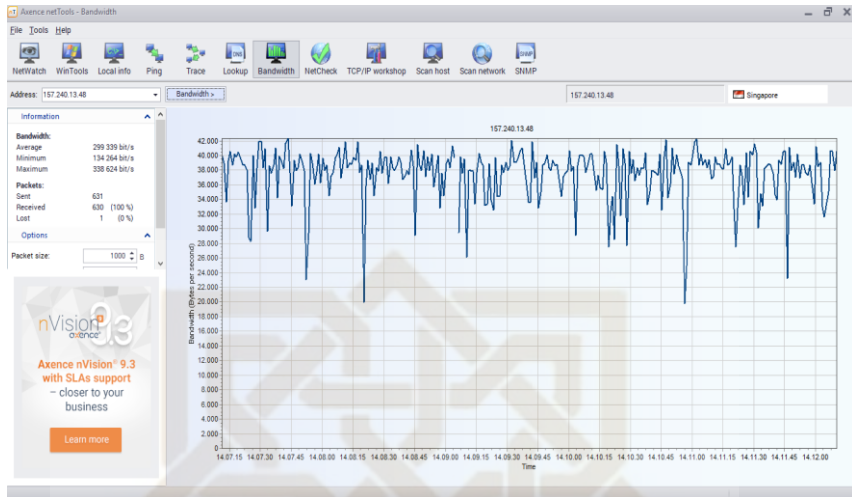 Axence netTools - Bandwidth
File Tools Help
NetWatch WinTools Local info Ping Trace Lookup Bandwidth NetCheck TCP/IP workshop Scan host Scan network SNMP
Address: 157.240.13.48 Bandwidth > 157.240.13.48 Singapore
Information
Bandwidth:
Average 299 339 bit/s
Minimum 134 264 bit/s
Maximum 338 624 bit/s
Packets:
Sent 631
Received 630 (100 %)
Lost 1 (0 %)
Options
Packet size: 1000 B
nVision 9.3
axence
Axence nVision® 9.3
with SLAs support
– closer to your
business
Learn more
157.240.13.48
42.000
40.000
38.000
36.000
34.000
32.000
30.000
28.000
26.000
24.000
22.000
20.000
18.000
16.000
14.000
12.000
10.000
8.000
6.000
4.000
2.000
0
Bandwidth (Bytes per second)
14.07.15 14.07.30 14.07.45 14.08.00 14.08.15 14.08.30 14.08.45 14.09.00 14.09.15 14.09.30 14.09.45 14.10.00 14.10.15 14.10.30 14.10.45 14.11.00 14.11.15 14.11.30 14.11.45 14.12.00
Time